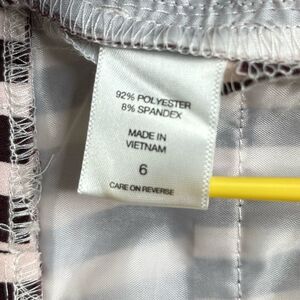 92% POLYESTER
8% SPANDEX
MADE IN
VIETNAM
6
CARE ON REVERSE